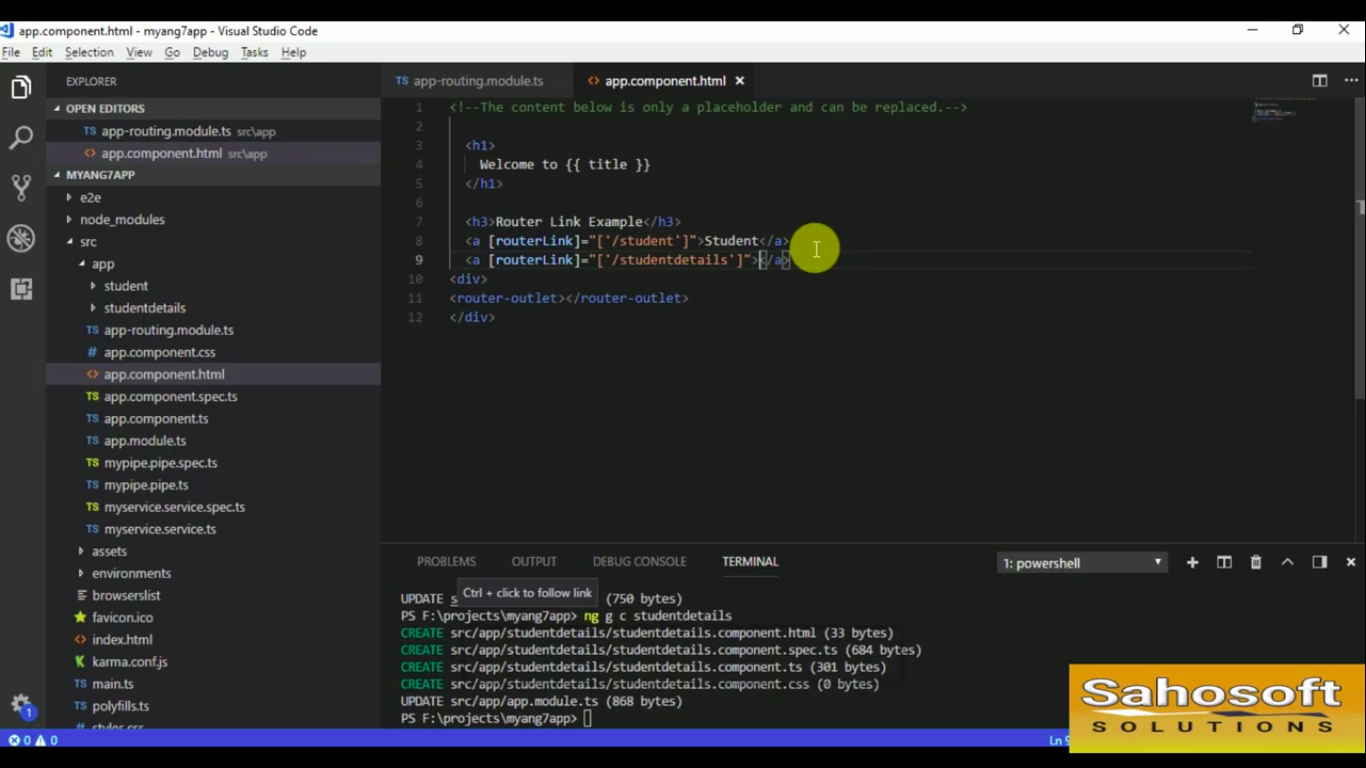 app.component.html - myang7app - Visual Studio Code
File Edit Selection View Go Debug Tasks Help
EXPLORER
OPEN EDITORS
TS app-routing.module.ts src\app
<> app.component.html src\app
MYANG7APP
e2e
node_modules
src
app
student
studentdetails
TS app-routing.module.ts
# app.component.css
<> app.component.html
TS app.component.spec.ts
TS app.component.ts
TS app.module.ts
TS mypipe.pipe.spec.ts
TS mypipe.pipe.ts
TS myservice.service.spec.ts
TS myservice.service.ts
assets
environments
browserslist
favicon.ico
<> index.html
K karma.conf.js
TS main.ts
TS polyfills.ts
styles.css
1
0 0
TS app-routing.module.ts <> app.component.html
1 <!--The content below is only a placeholder and can be replaced.-->
2
3 <h1>
4 Welcome to {{ title }}
5 </h1>
6
7 <h3>Router Link Example</h3>
8 <a [routerLink]="['/student']">Student</a>
9 <a [routerLink]="['/studentdetails']"></a>
10 <div>
11 <router-outlet></router-outlet>
12 </div>
PROBLEMS OUTPUT DEBUG CONSOLE TERMINAL 1: powershell
Ctrl + click to follow link
UPDATE s (750 bytes)
PS F:\projects\myang7app> ng g c studentdetails
CREATE src/app/studentdetails/studentdetails.component.html (33 bytes)
CREATE src/app/studentdetails/studentdetails.component.spec.ts (684 bytes)
CREATE src/app/studentdetails/studentdetails.component.ts (301 bytes)
CREATE src/app/studentdetails/studentdetails.component.css (0 bytes)
UPDATE src/app/app.module.ts (868 bytes)
PS F:\projects\myang7app>
Ln 9
Sahosoft
SOLUTIONS